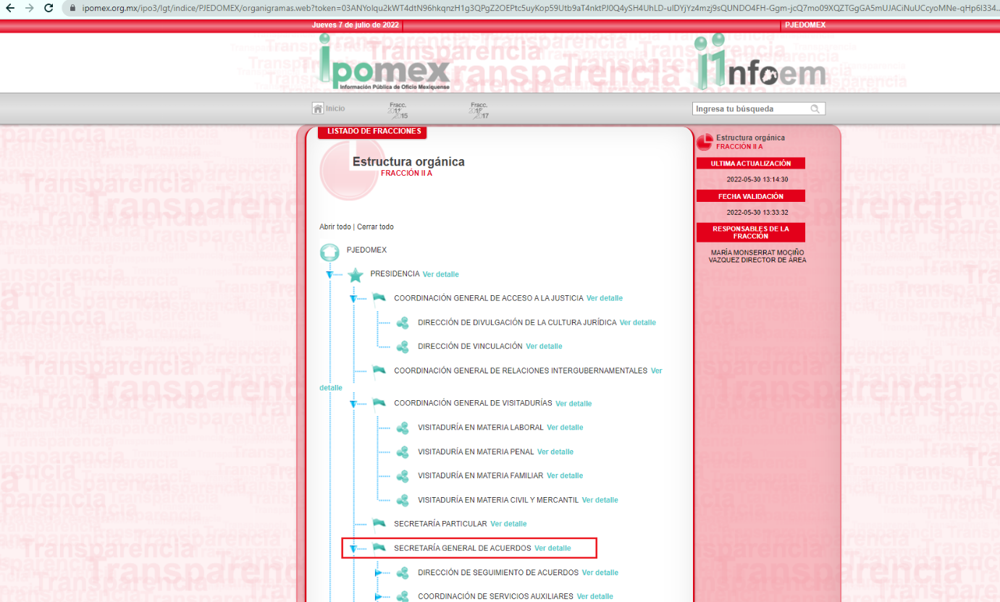 ipomex.org.mx/ipo3/lgt/indice/PJEDOMEX/organigramas.web?token=03ANYolqu2kWT4dtN96hkqnzH1g3QPgZ2OEPtc5uyKop59Utb9aT4nktPJ0Q4ySH4UhLD-ulDYjYz4mzj9sQUNDO4FH-Ggm-jcQ7mo09XQZTGgGA5mUJACiNuUCcyoMNe-qHp6I334...
Jueves 7 de julio de 2022
PJEDOMEX
Transparencia
ipomex
Información Pública de Oficio Mexiquense
infoem
Inicio
Fracc.
2015
Fracc.
2017
Ingresa tu búsqueda
LISTADO DE FRACCIONES
Estructura orgánica
FRACCIÓN II A
Abrir todo | Cerrar todo
PJEDOMEX
PRESIDENCIA Ver detalle
COORDINACIÓN GENERAL DE ACCESO A LA JUSTICIA Ver detalle
DIRECCIÓN DE DIVULGACIÓN DE LA CULTURA JURÍDICA Ver detalle
DIRECCIÓN DE VINCULACIÓN Ver detalle
COORDINACIÓN GENERAL DE RELACIONES INTERGUBERNAMENTALES Ver
detalle
COORDINACIÓN GENERAL DE VISITADURÍAS Ver detalle
VISITADURÍA EN MATERIA LABORAL Ver detalle
VISITADURÍA EN MATERIA PENAL Ver detalle
VISITADURÍA EN MATERIA FAMILIAR Ver detalle
VISITADURÍA EN MATERIA CIVIL Y MERCANTIL Ver detalle
SECRETARÍA PARTICULAR Ver detalle
SECRETARÍA GENERAL DE ACUERDOS Ver detalle
DIRECCIÓN DE SEGUIMIENTO DE ACUERDOS Ver detalle
COORDINACIÓN DE SERVICIOS AUXILIARES Ver detalle
Estructura orgánica
FRACCIÓN II A
ULTIMA ACTUALIZACIÓN
2022-05-30 13:14:30
FECHA VALIDACIÓN
2022-05-30 13:33:32
RESPONSABLES DE LA
FRACCIÓN
MARÍA MONSERRAT MOCIÑO
VAZQUEZ DIRECTOR DE ÁREA